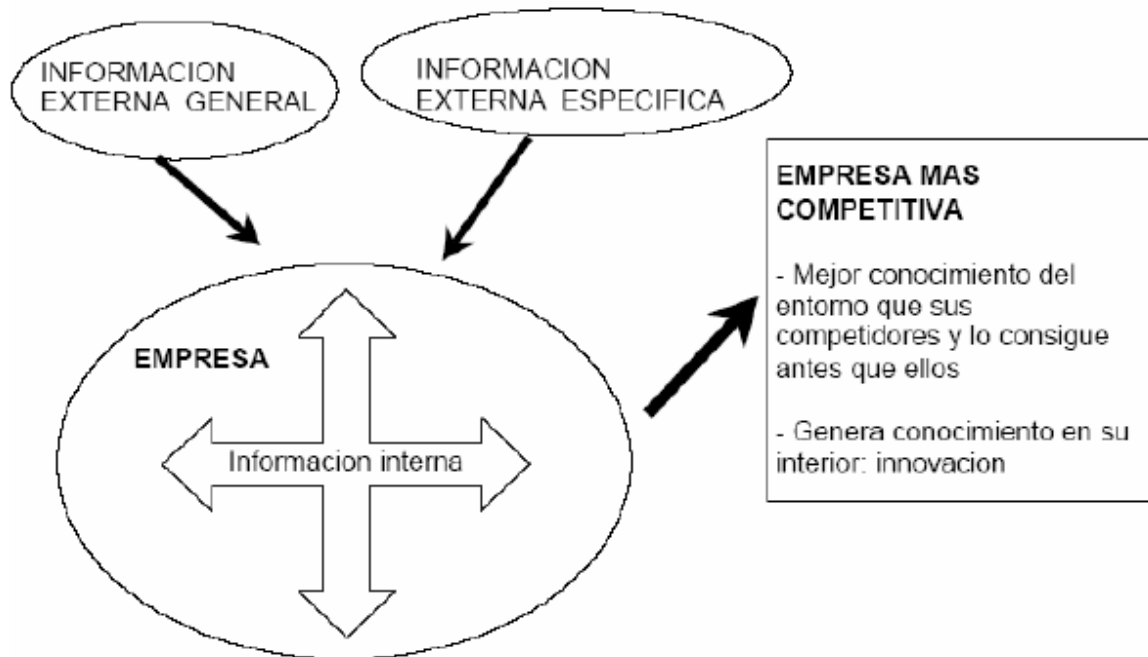 INFORMACION
EXTERNA GENERAL
INFORMACION
EXTERNA ESPECIFICA
EMPRESA
Informacion interna
EMPRESA MAS
COMPETITIVA
- Mejor conocimiento del
entorno que sus
competidores y lo consigue
antes que ellos
- Genera conocimiento en su
interior: innovacion